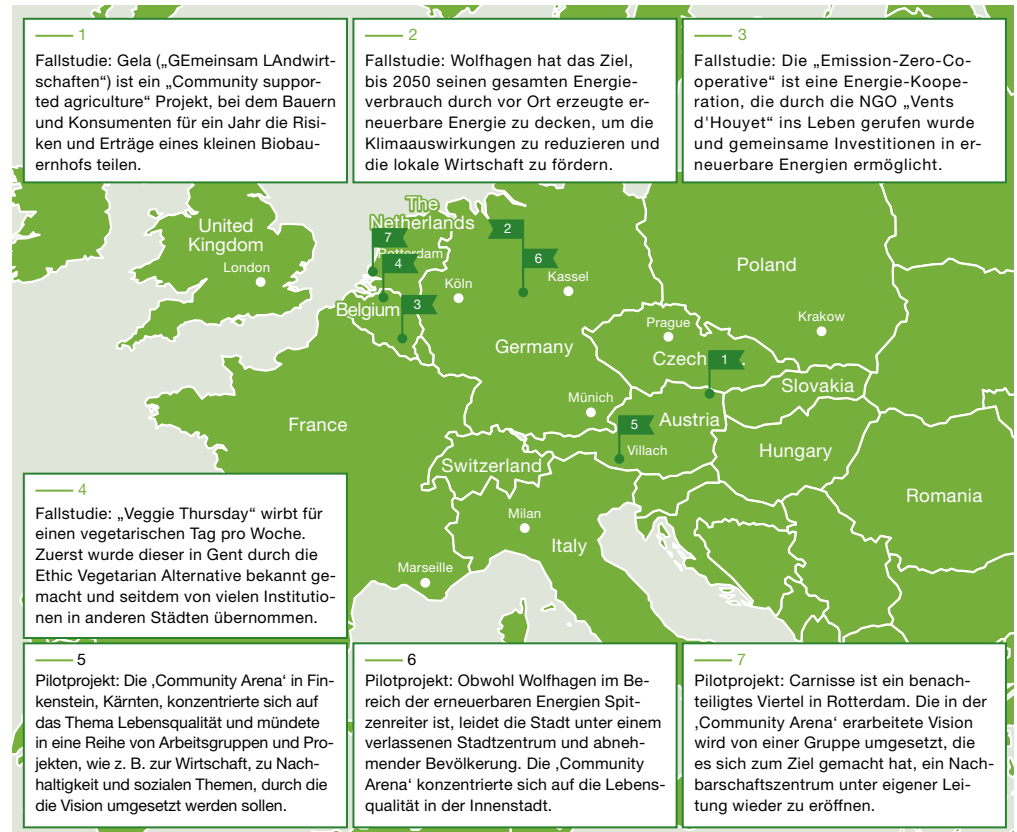 1
Fallstudie: Gela („GEmeinsam LAndwirt-
schaften“) ist ein „Community suppor-
ted agriculture“ Projekt, bei dem Bauern
und Konsumenten für ein Jahr die Risi-
ken und Erträge eines kleinen Biobau-
ernhofs teilen.
2
Fallstudie: Wolfhagen hat das Ziel,
bis 2050 seinen gesamten Energie-
verbrauch durch vor Ort erzeugte er-
neuerbare Energie zu decken, um die
Klimaauswirkungen zu reduzieren und
die lokale Wirtschaft zu fördern.
3
Fallstudie: Die „Emission-Zero-Co-
operative“ ist eine Energie-Koope-
ration, die durch die NGO „Vents
d'Houyet“ ins Leben gerufen wurde
und gemeinsame Investitionen in er-
neuerbare Energien ermöglicht.
The
Netherlands
United
Kingdom
London
7
Rotterdam
4
2
6
Kassel
Köln
Poland
Belgium
3
Germany
Prague
Krakow
Czech
1
Slovakia
Münich
Austria
5
Villach
France
Hungary
Switzerland
Romania
Milan
Italy
Marseille
4
Fallstudie: „Veggie Thursday“ wirbt für
einen vegetarischen Tag pro Woche.
Zuerst wurde dieser in Gent durch die
Ethic Vegetarian Alternative bekannt ge-
macht und seitdem von vielen Institutio-
nen in anderen Städten übernommen.
5
Pilotprojekt: Die ‚Community Arena‘ in Fin-
kenstein, Kärnten, konzentrierte sich auf
das Thema Lebensqualität und mündete
in eine Reihe von Arbeitsgruppen und Pro-
jekten, wie z. B. zur Wirtschaft, zu Nach-
haltigkeit und sozialen Themen, durch die
die Vision umgesetzt werden sollen.
6
Pilotprojekt: Obwohl Wolfhagen im Be-
reich der erneuerbaren Energien Spit-
zenreiter ist, leidet die Stadt unter einem
verlassenen Stadtzentrum und abneh-
mender Bevölkerung. Die ‚Community
Arena‘ konzentrierte sich auf die Lebens-
qualität in der Innenstadt.
7
Pilotprojekt: Carnisse ist ein benach-
teiligtes Viertel in Rotterdam. Die in der
‚Community Arena‘ erarbeitete Vision
wird von einer Gruppe umgesetzt, die
es sich zum Ziel gemacht hat, ein Nach-
barschaftszentrum unter eigener Lei-
tung wieder zu eröffnen.